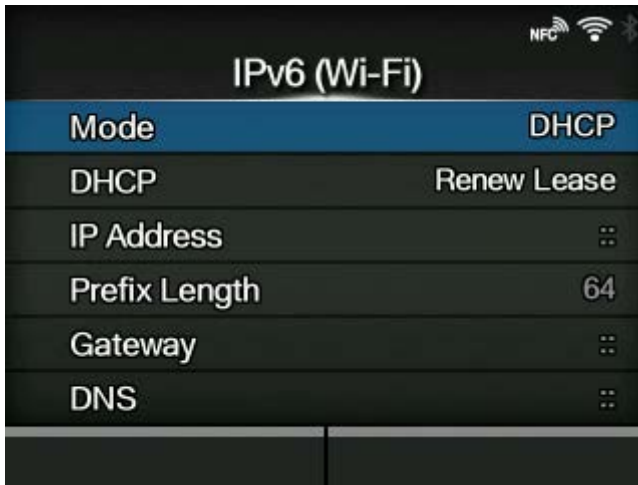 NFC
IPv6 (Wi-Fi)
Mode DHCP
DHCP Renew Lease
IP Address ::
Prefix Length 64
Gateway ::
DNS ::